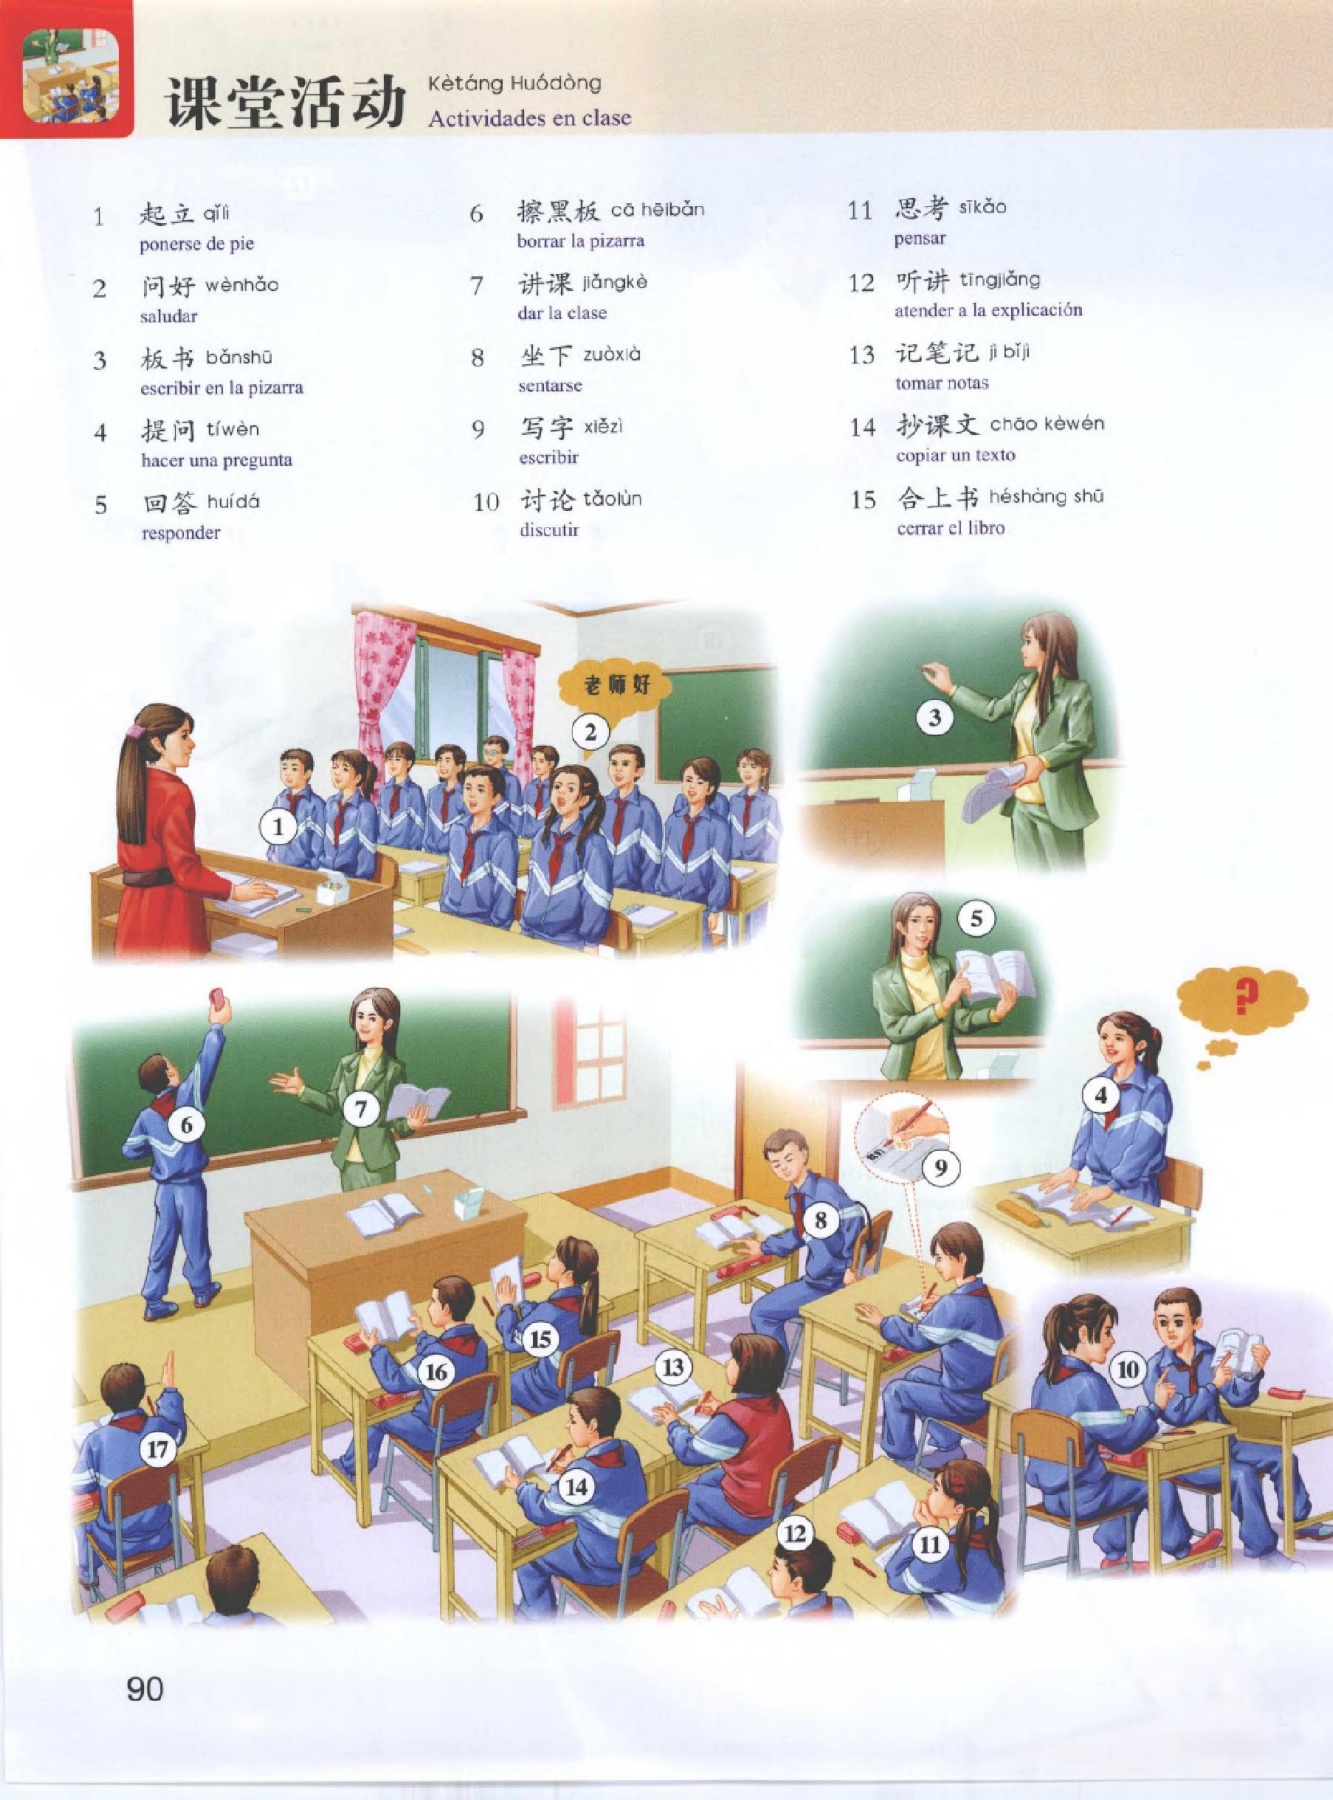 课堂活动 Kètáng Huódòng
Actividades en clase
1 起立 qǐlì
ponerse de pie
2 问好 wènhǎo
saludar
3 板书 bǎnshū
escribir en la pizarra
4 提问 tíwèn
hacer una pregunta
5 回答 huídá
responder
6 擦黑板 cā hēibǎn
borrar la pizarra
7 讲课 jiǎngkè
dar la clase
8 坐下 zuòxià
sentarse
9 写字 xiězì
escribir
10 讨论 tǎolùn
discutir
11 思考 sīkǎo
pensar
12 听讲 tīngjiǎng
atender a la explicación
13 记笔记 jì bǐjì
tomar notas
14 抄课文 chāo kèwén
copiar un texto
15 合上书 héshàng shū
cerrar el libro
老师好
2
1
3
5
?
4
6
7
9
8
10
15
16
13
17
14
12
11
90